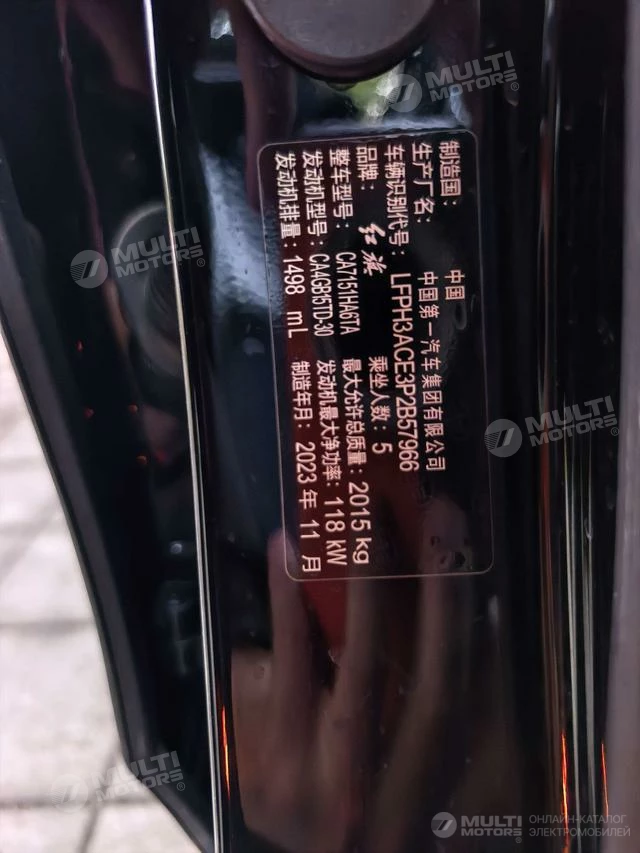 制造国: 中国
生产厂名: 中国第一汽车集团有限公司
车辆识别代号: LFPH3ACE3P2B57966
品牌: 红旗 乘坐人数: 5
整车型号: CA7151HA6TA 最大允许总质量: 2015 kg
发动机型号: CA4GB15TD-30 发动机最大净功率: 118 kW
发动机排量: 1498 mL 制造年月: 2023 年 11 月
MULTI MOTORS®
MULTI MOTORS®
MULTI MOTORS®
MULTI MOTORS®
MULTI MOTORS® ОНЛАЙН-КАТАЛОГ ЭЛЕКТРОМОБИЛЕЙ